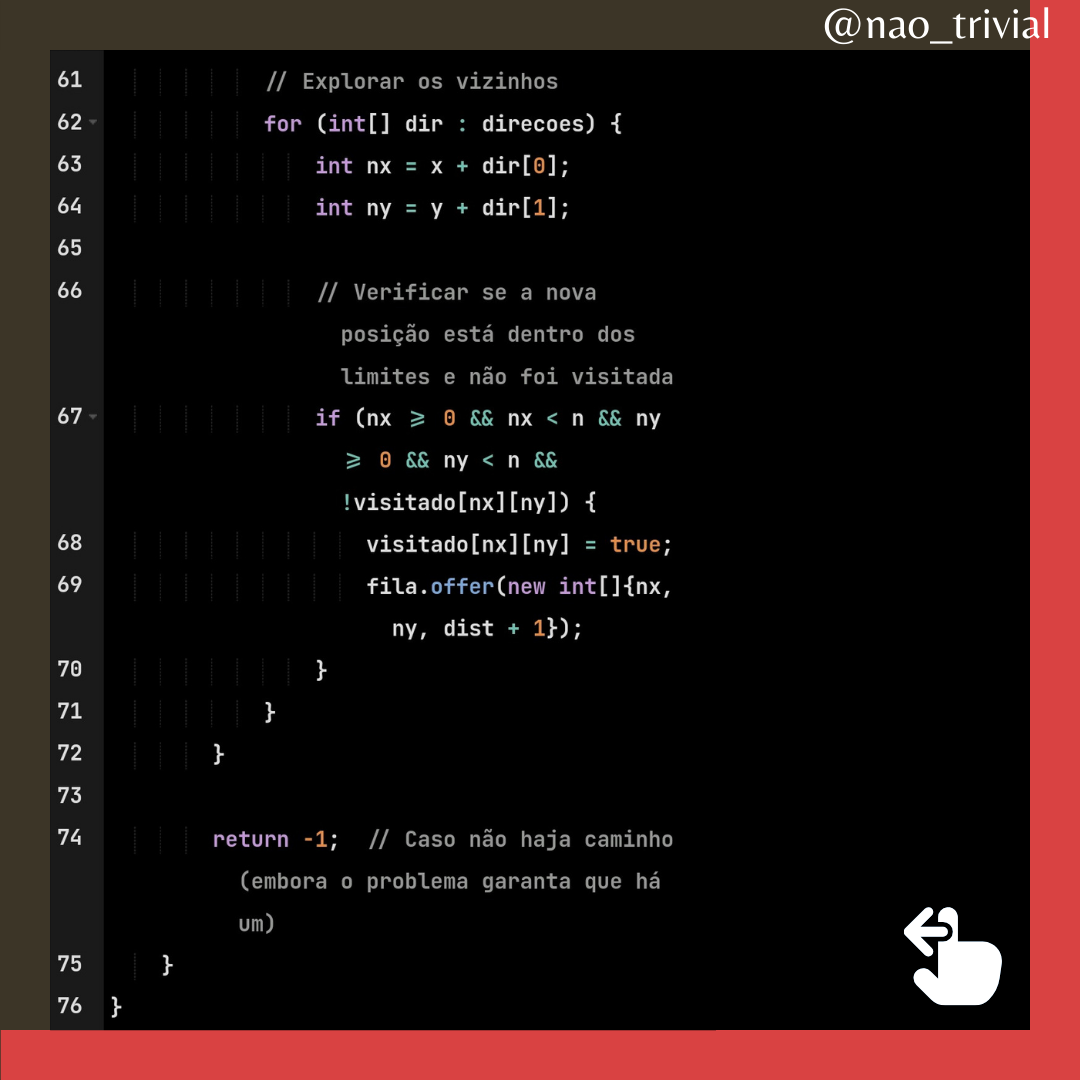 @nao_trivial
61 // Explorar os vizinhos
62 for (int[] dir : direcoes) {
63 int nx = x + dir[0];
64 int ny = y + dir[1];
65
66 // Verificar se a nova
posição está dentro dos
limites e não foi visitada
67 if (nx >= 0 && nx < n && ny
>= 0 && ny < n &&
!visitado[nx][ny]) {
68 visitado[nx][ny] = true;
69 fila.offer(new int[]{nx,
ny, dist + 1});
70 }
71 }
72 }
73
74 return -1; // Caso não haja caminho
(embora o problema garanta que há
um)
75 }
76 }